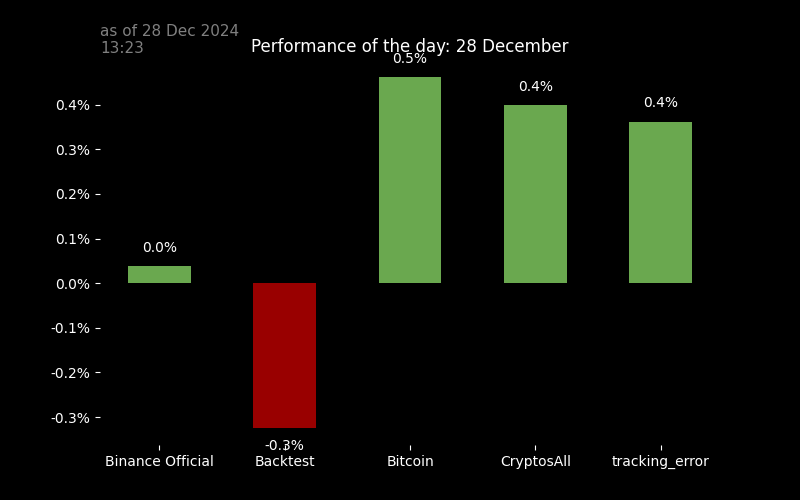 as of 28 Dec 2024
13:23
Performance of the day: 28 December
0.5%
0.4%
0.4%
0.4%
0.3%
0.2%
0.1%
0.0%
0.0%
-0.1%
-0.2%
-0.3%
-0.3%
Binance Official
Backtest
Bitcoin
CryptosAll
tracking_error